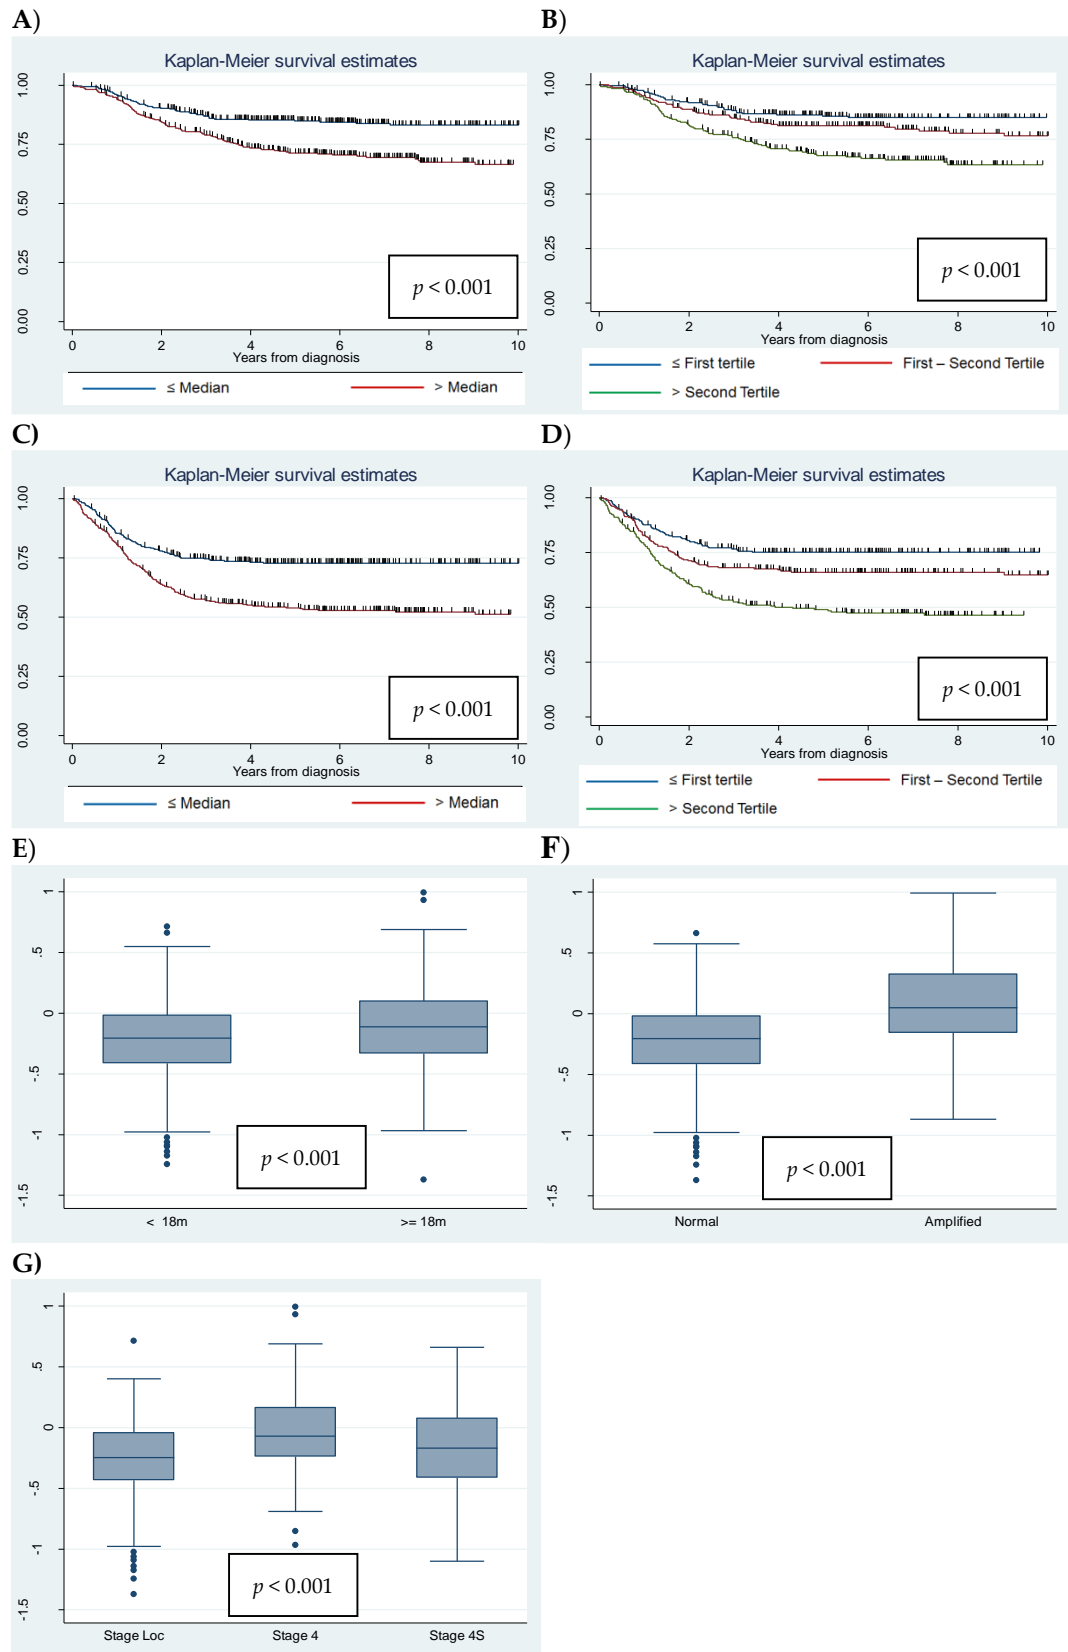 A)
Kaplan-Meier survival estimates
1.00
0.75
0.50
0.25
0.00
p < 0.001
0 2 4 6 8 10
Years from diagnosis
≤ Median > Median
B)
Kaplan-Meier survival estimates
1.00
0.75
0.50
0.25
0.00
p < 0.001
0 2 4 6 8 10
Years from diagnosis
≤ First tertile First – Second Tertile
> Second Tertile
C)
Kaplan-Meier survival estimates
1.00
0.75
0.50
0.25
0.00
p < 0.001
0 2 4 6 8 10
Years from diagnosis
≤ Median > Median
D)
Kaplan-Meier survival estimates
1.00
0.75
0.50
0.25
0.00
p < 0.001
0 2 4 6 8 10
Years from diagnosis
≤ First tertile First – Second Tertile
> Second Tertile
E)
1
.5
0
-.5
-1
-1.5
p < 0.001
< 18m >= 18m
F)
1
.5
0
-.5
-1
-1.5
p < 0.001
Normal Amplified
G)
1
.5
0
-.5
-1
-1.5
p < 0.001
Stage Loc Stage 4 Stage 4S